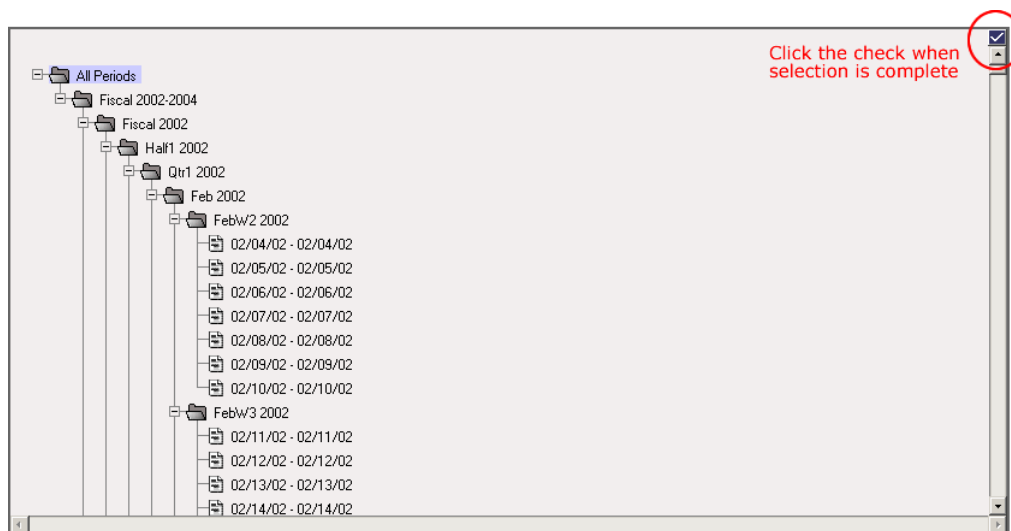 Click the check when
selection is complete
All Periods
Fiscal 2002-2004
Fiscal 2002
Half1 2002
Qtr1 2002
Feb 2002
FebW2 2002
02/04/02 - 02/04/02
02/05/02 - 02/05/02
02/06/02 - 02/06/02
02/07/02 - 02/07/02
02/08/02 - 02/08/02
02/09/02 - 02/09/02
02/10/02 - 02/10/02
FebW3 2002
02/11/02 - 02/11/02
02/12/02 - 02/12/02
02/13/02 - 02/13/02
02/14/02 - 02/14/02